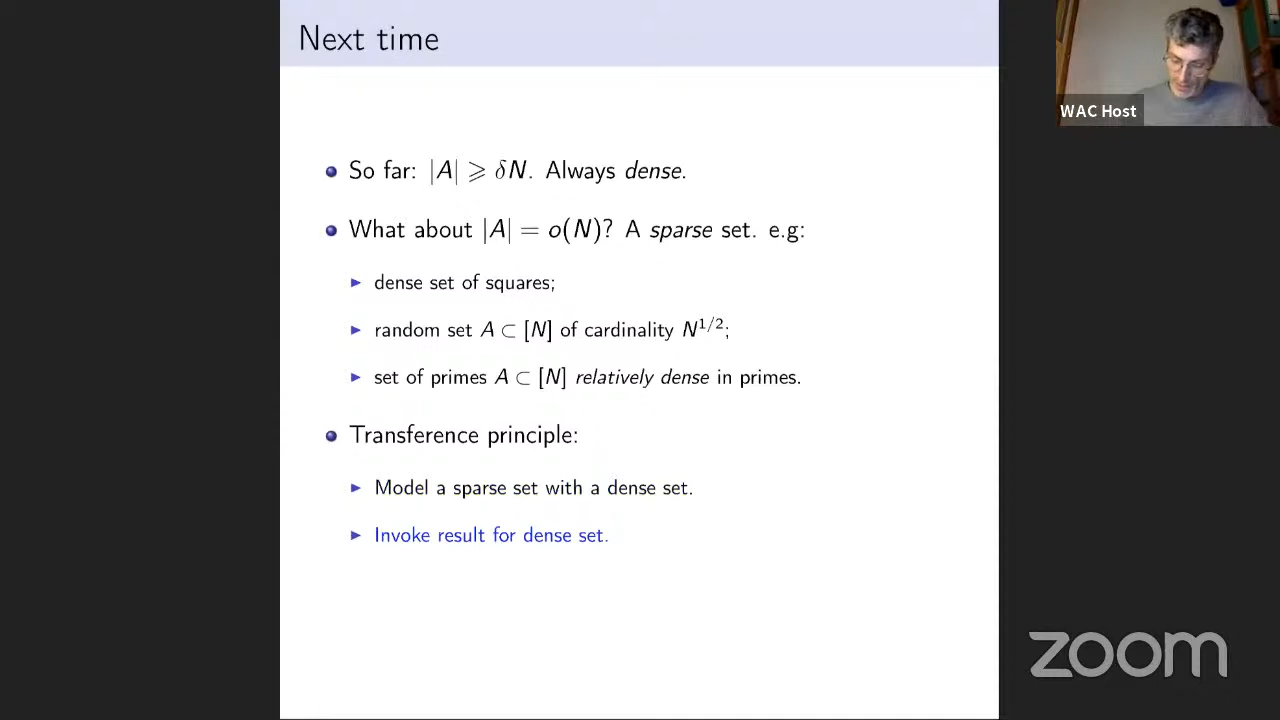 Next time
So far: |A| ⩾ δN. Always dense.
What about |A| = o(N)? A sparse set. e.g:
dense set of squares;
random set A ⊂ [N] of cardinality N^{1/2};
set of primes A ⊂ [N] relatively dense in primes.
Transference principle:
Model a sparse set with a dense set.
Invoke result for dense set.
WAC Host
zoom